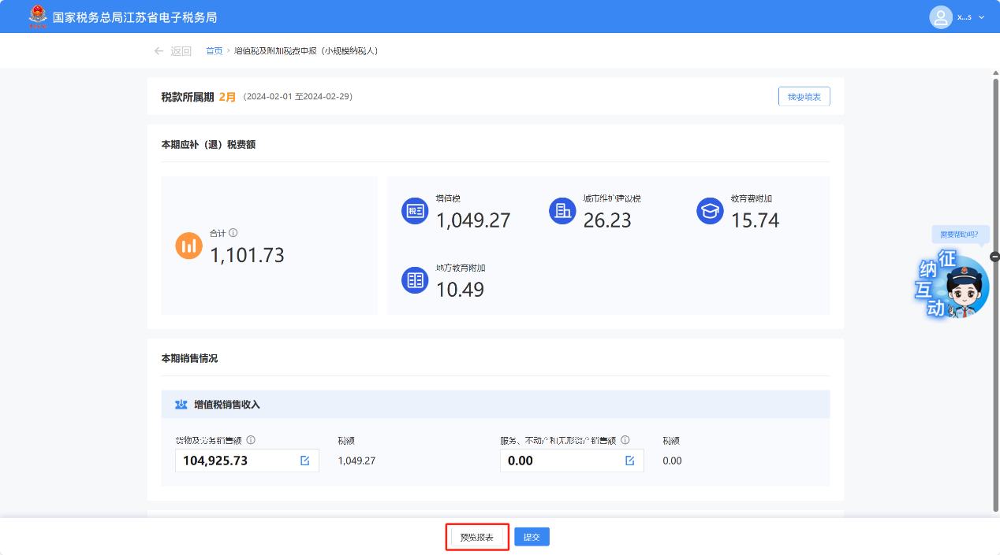 国家税务总局江苏省电子税务局
x...s
返回 首页 > 增值税及附加税费申报（小规模纳税人）
税款所属期 2月 （2024-02-01 至2024-02-29）
我要填表
本期应补（退）税费额
合计
1,101.73
增值税
1,049.27
城市维护建设税
26.23
教育费附加
15.74
地方教育附加
10.49
需要帮助吗?
征
纳
互
动
本期销售情况
增值税销售收入
货物及劳务销售额
104,925.73
税额
1,049.27
服务、不动产和无形资产销售额
0.00
税额
0.00
预览报表
提交